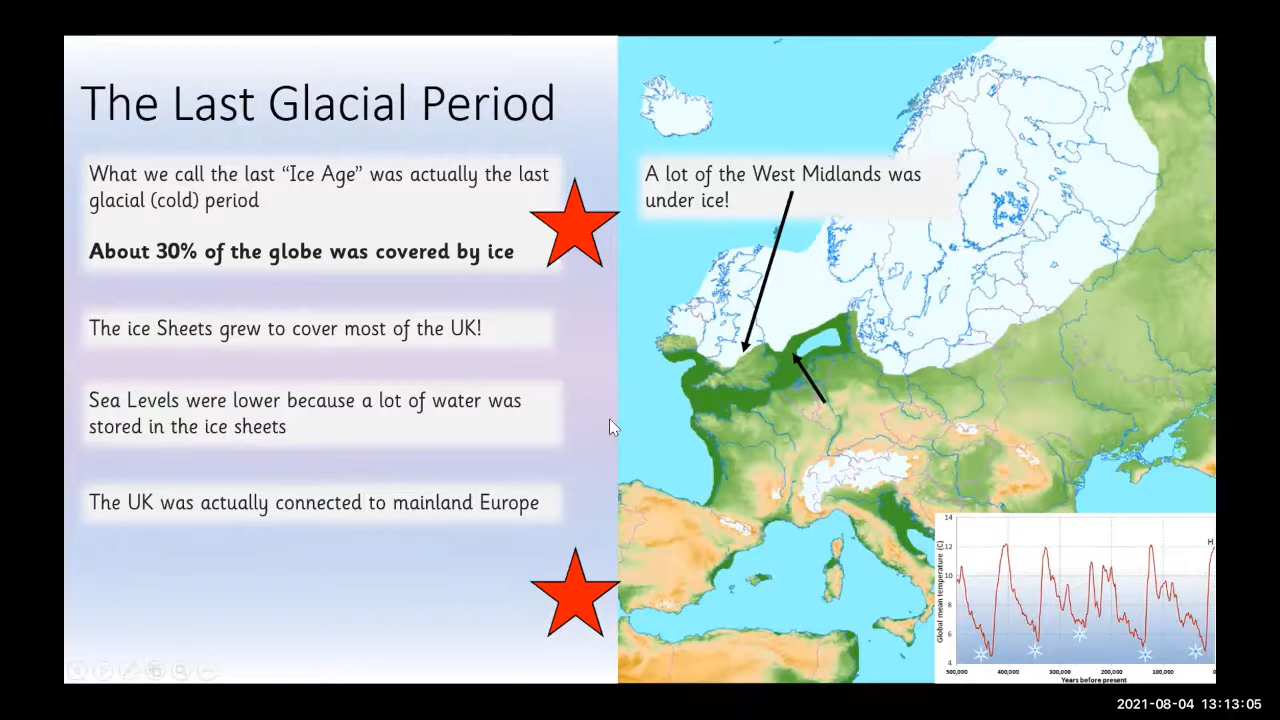 The Last Glacial Period
What we call the last “Ice Age” was actually the last
glacial (cold) period
About 30% of the globe was covered by ice
The ice Sheets grew to cover most of the UK!
Sea Levels were lower because a lot of water was
stored in the ice sheets
The UK was actually connected to mainland Europe
A lot of the West Midlands was
under ice!
Global mean temperature (C)
14
12
10
8
6
4
H
500,000 400,000 300,000 200,000 100,000 0
Years before present
2021-08-04 13:13:05